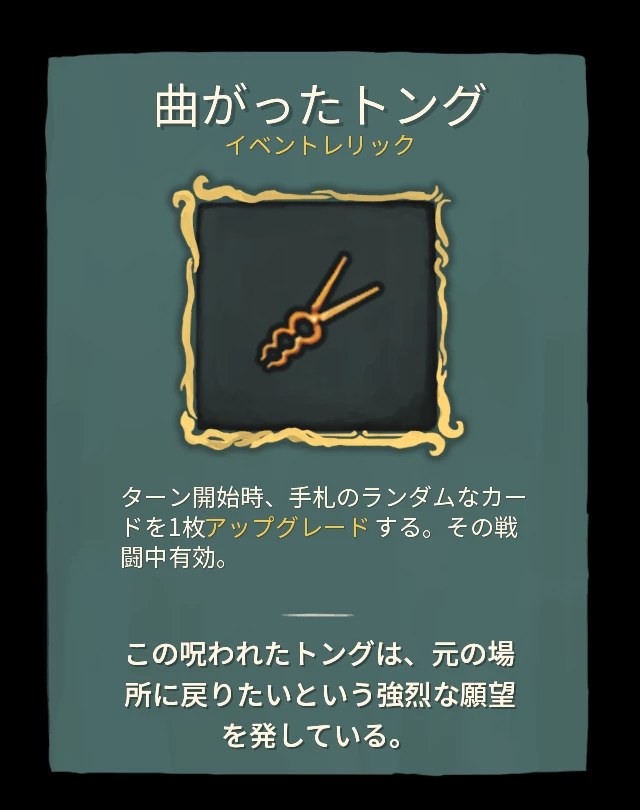 曲がったトング
イベントレリック
ターン開始時、手札のランダムなカー
ドを1枚アップグレード する。その戦
闘中有効。
この呪われたトングは、元の場
所に戻りたいという強烈な願望
を発している。